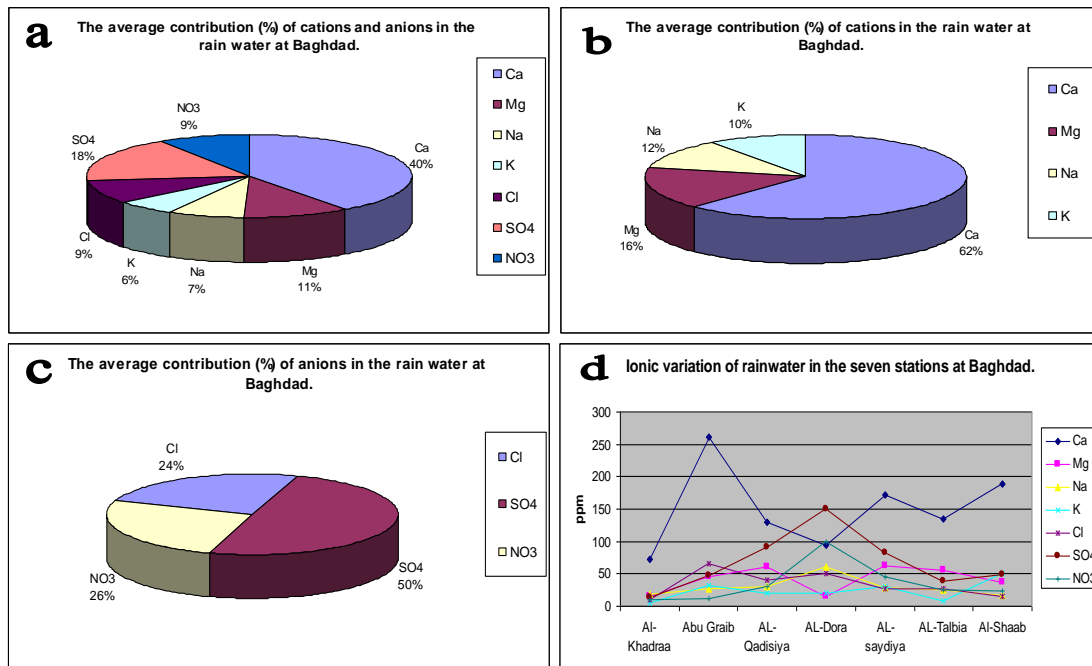 a
The average contribution (%) of cations and anions in the
rain water at Baghdad.
NO3
9%
SO4
18%
Ca
40%
Cl
9%
K
6%
Na
7%
Mg
11%
Ca
Mg
Na
K
Cl
SO4
NO3
b
The average contribution (%) of cations in the rain water at
Baghdad.
K
10%
Na
12%
Mg
16%
Ca
62%
Ca
Mg
Na
K
c
The average contribution (%) of anions in the rain water at
Baghdad.
Cl
24%
NO3
26%
SO4
50%
Cl
SO4
NO3
d
Ionic variation of rainwater in the seven stations at Baghdad.
ppm
300
250
200
150
100
50
0
Al-
Khadraa
Abu Graib
AL-
Qadisiya
AL-Dora
AL-
saydiya
AL-Talbia
Al-Shaab
Ca
Mg
Na
K
Cl
SO4
NO3